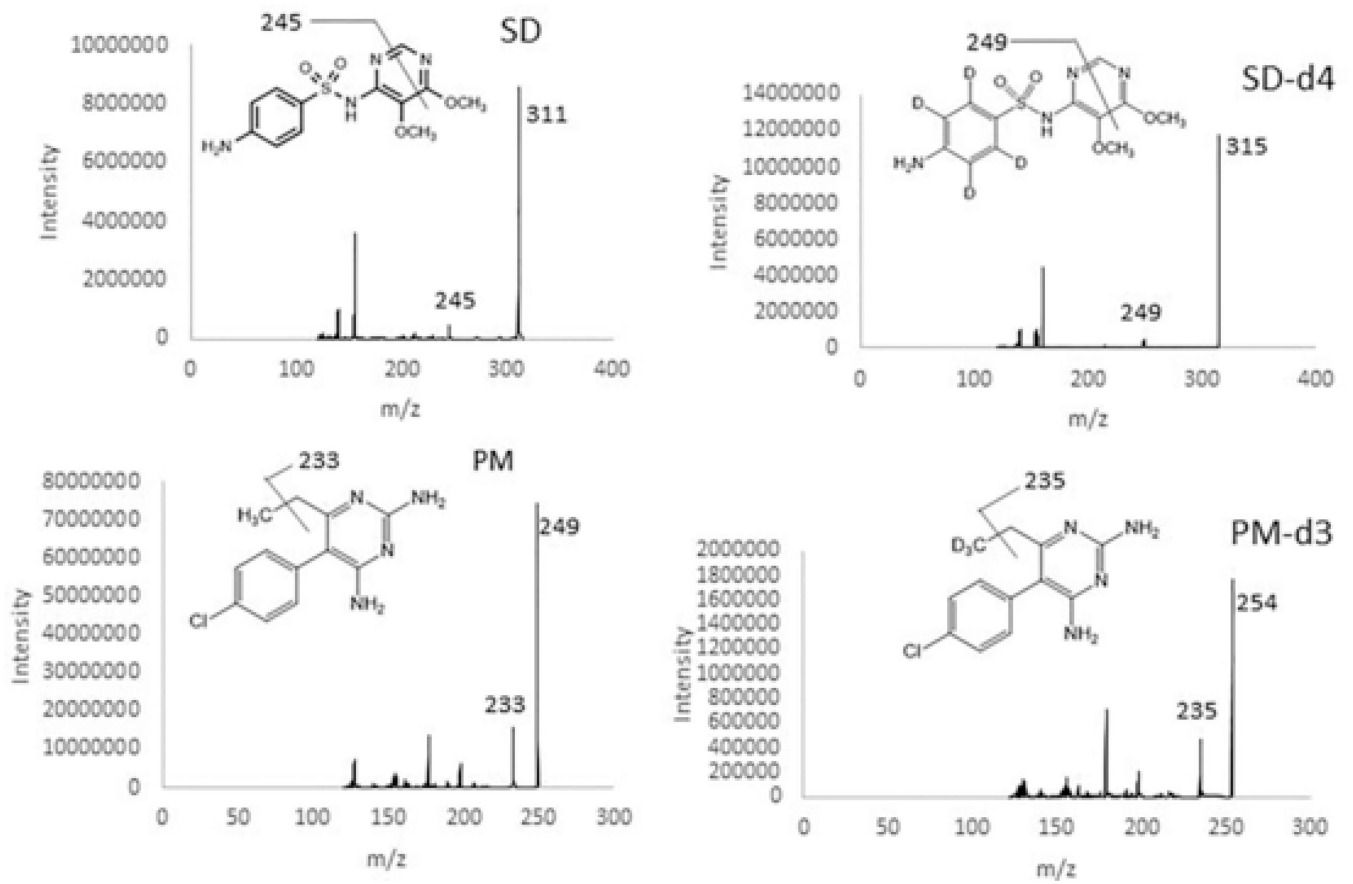 SD
245
N
N
O O
S
N
H
OCH3
OCH3
H2N
311
245
10000000
8000000
6000000
4000000
2000000
0
Intensity
0 100 200 300 400
m/z
SD-d4
249
N
N
D
O
O
S
D
N
H
OCH3
OCH3
H2N
D
D
315
249
14000000
12000000
10000000
8000000
6000000
4000000
2000000
0
Intensity
0 100 200 300 400
m/z
PM
233
H3C
N
NH2
N
NH2
Cl
249
233
80000000
70000000
60000000
50000000
40000000
30000000
20000000
10000000
0
Intensity
0 50 100 150 200 250 300
m/z
PM-d3
235
D3C
N
NH2
N
NH2
Cl
254
235
2000000
1800000
1600000
1400000
1200000
1000000
800000
600000
400000
200000
0
Intensity
0 50 100 150 200 250 300
m/z